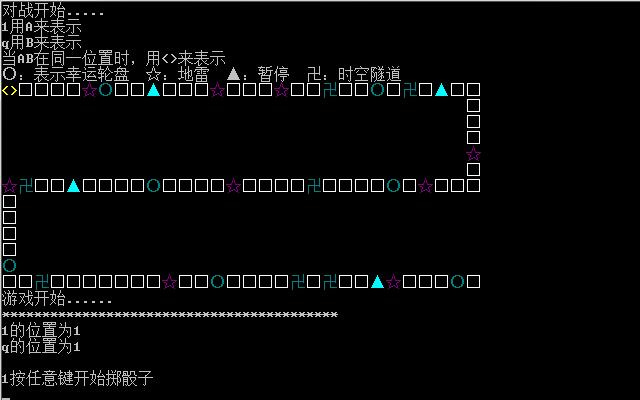 对战开始.....
1用A来表示
q用B来表示
当AB在同一位置时，用<>来表示
○：表示幸运轮盘  ☆：地雷  ▲：暂停  卍：时空隧道
<>□□□□☆○□□▲□□□☆□□□☆□□卍□□○□卍□▲□□
□
□
□
☆
□
☆卍□□▲□□□□○□□□□☆□□□□卍□□□□○□☆□□□
□
□
□
□
○
□□卍□□□□□□□☆□□○□□□□卍□卍□□▲☆□□□○□
游戏开始......
******************************************
1的位置为1
q的位置为1
1按任意键开始掷骰子